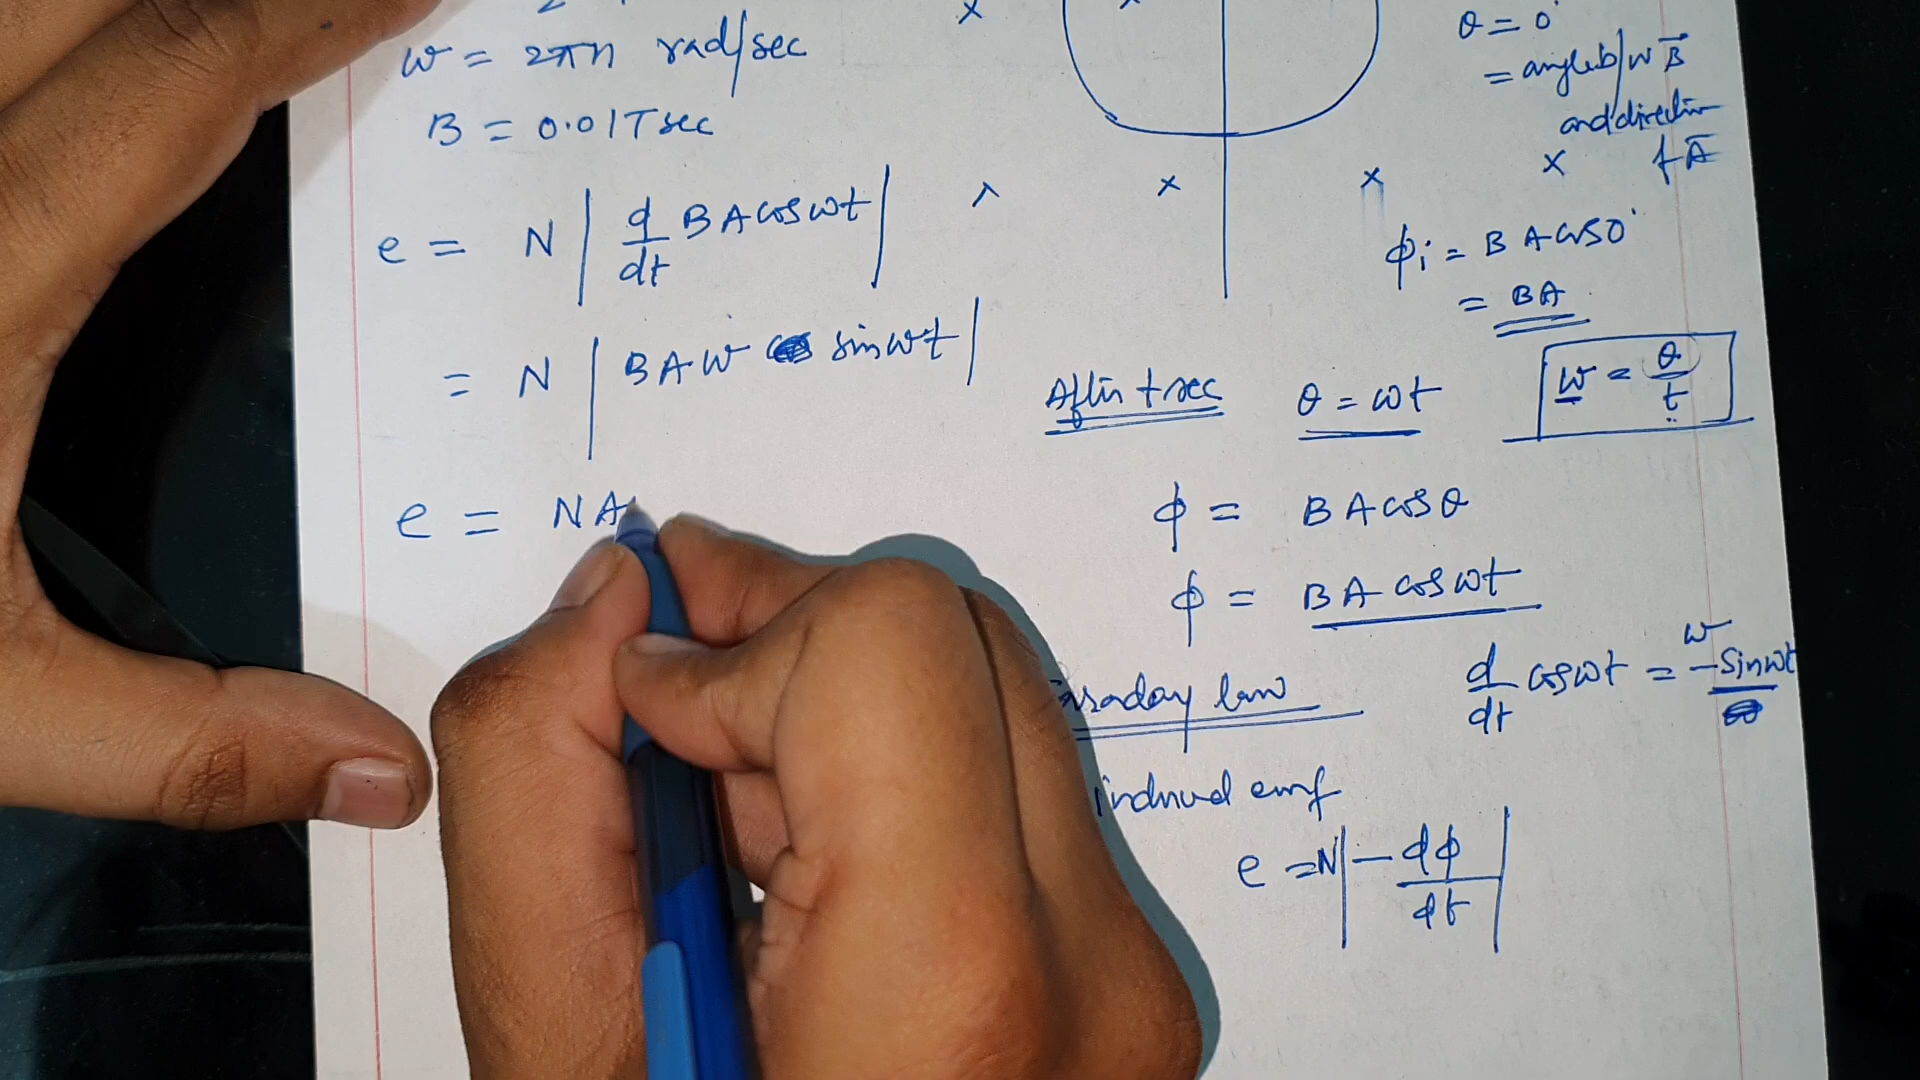 ω = 2πn rad/sec
B = 0.01T sec
e = N | d/dt BA cos ωt |
= N | BAω sin ωt |
e = NA
θ = 0°
= angle b/w B⃗
and direction
f A⃗
ϕi = BA cos 0°
= BA
ω = θ/t
After t sec
θ = ωt
ϕ = BA cos θ
ϕ = BA cos ωt
law
d/dt cos ωt = ω -Sin ωt
induced emf
e = N | - dϕ/dt |